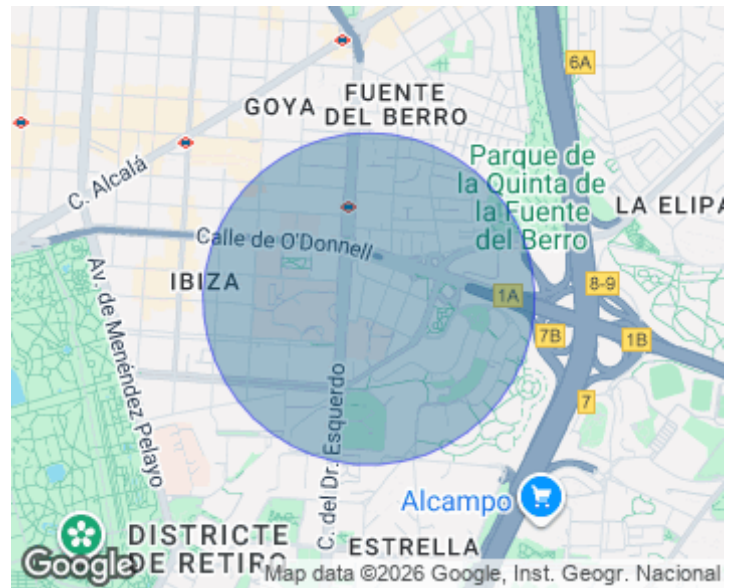 6A
GOYA
FUENTE
DEL BERRO
C. Alcalá
Parque de
la Quinta de
la Fuente
del Berro
LA ELIPA
Calle de O'Donnell
Av. de Menéndez Pelayo
IBIZA
8-9
1A
7B
1B
C. del Dr. Esquerdo
7
Alcampo
DISTRICTE
DE RETIRO
ESTRELLA
Google
Map data ©2026 Google, Inst. Geogr. Nacional